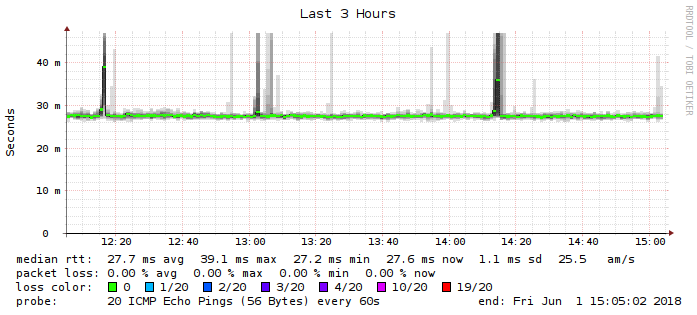 Last 3 Hours
RRDTOOL / TOBI OETIKER
Seconds
40 m
30 m
20 m
10 m
0
12:20 12:40 13:00 13:20 13:40 14:00 14:20 14:40 15:00
median rtt: 27.7 ms avg 39.1 ms max 27.2 ms min 27.6 ms now 1.1 ms sd 25.5 am/s
packet loss: 0.00 % avg 0.00 % max 0.00 % min 0.00 % now
loss color: 0 1/20 2/20 3/20 4/20 10/20 19/20
probe: 20 ICMP Echo Pings (56 Bytes) every 60s end: Fri Jun 1 15:05:02 2018